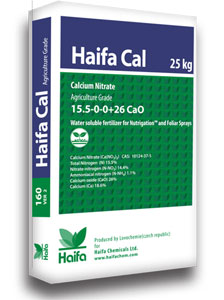 Haifa Cal
25 kg
Calcium Nitrate
Agriculture Grade
15.5-0-0+26 CaO
Water soluble fertilizer for Nutrigation™ and Foliar Sprays
Calcium Nitrate (Ca(NO₃)₂) CAS: 10124-37-5
Total Nitrogen (N) 15.5%
Nitrate-nitrogen (N-NO₃) 14.4%
Ammoniacal nitrogen (N-NH₄) 1.1%
Calcium oxide (CaO) 26%
Calcium (Ca) 18.6%
Haifa
Produced by Lovochemie(czech republic)
for
Haifa Chemicals Ltd.
www.haifachem.com
Haifa Cal
160
VER 2
Haifa